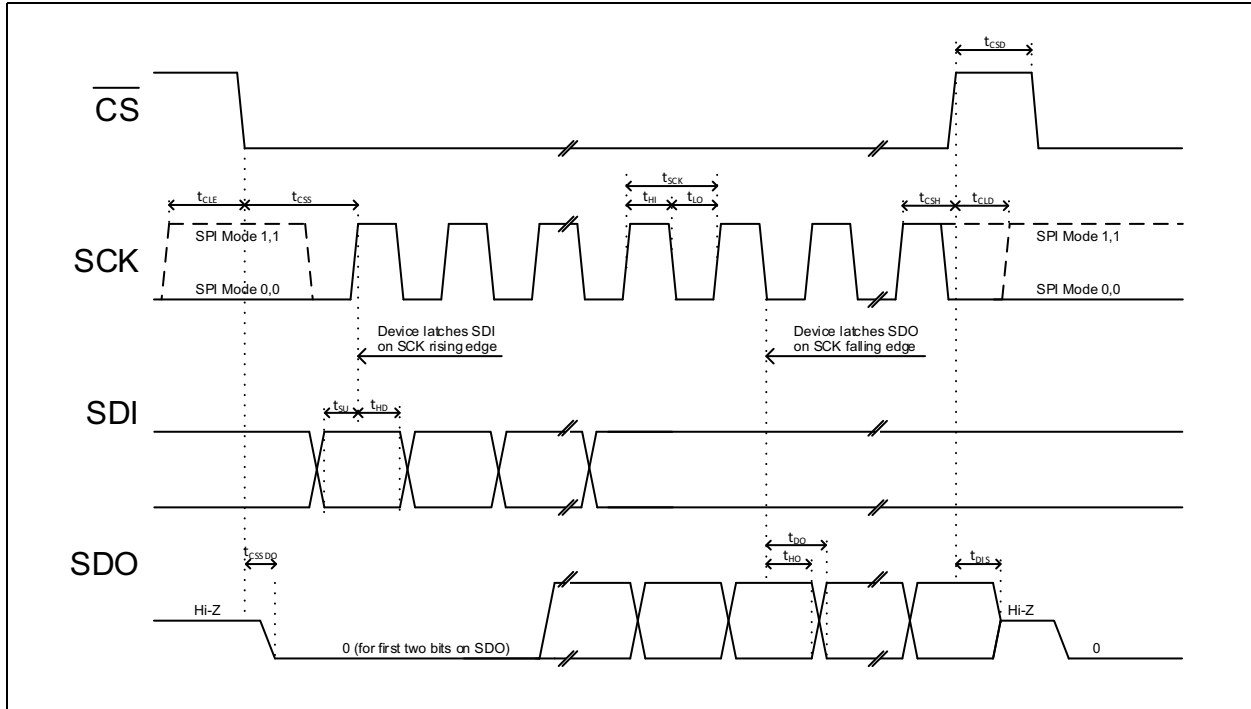 tCSD
CS
tCLE
tCSS
tSCK
tHI
tLO
tCSH
tCLD
SCK
SPI Mode 1,1
SPI Mode 1,1
SPI Mode 0,0
SPI Mode 0,0
Device latches SDI
on SCK rising edge
Device latches SDO
on SCK falling edge
SDI
tSU
tHD
SDO
tCSSDO
tDO
tHO
tDIS
Hi-Z
Hi-Z
0 (for first two bits on SDO)
0